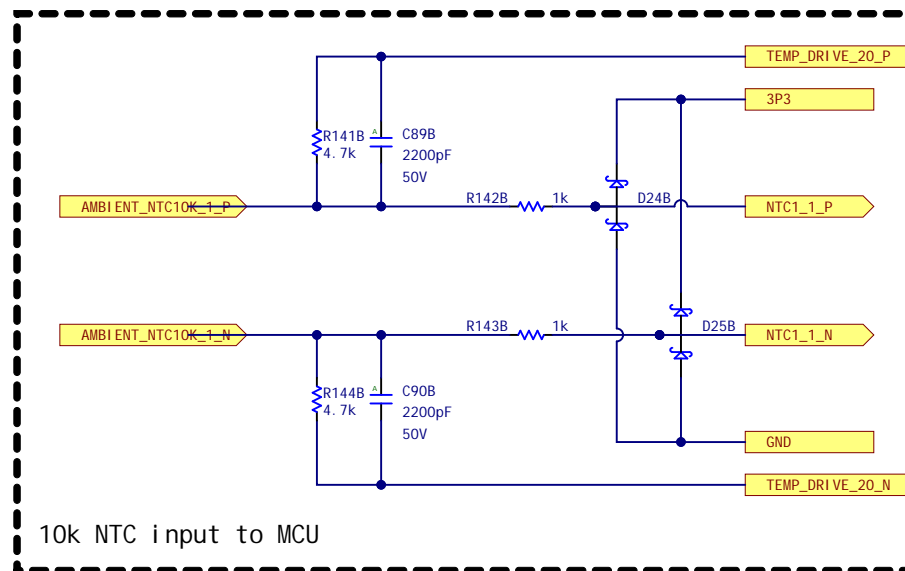 TEMP_DRIVE_20_P
3P3
R141B
4.7k
A
C89B
2200pF
50V
AMBIENT_NTC10K_1_P
R142B
1k
D24B
NTC1_1_P
AMBIENT_NTC10K_1_N
R143B
1k
D25B
NTC1_1_N
R144B
4.7k
A
C90B
2200pF
50V
GND
TEMP_DRIVE_20_N
10k NTC input to MCU